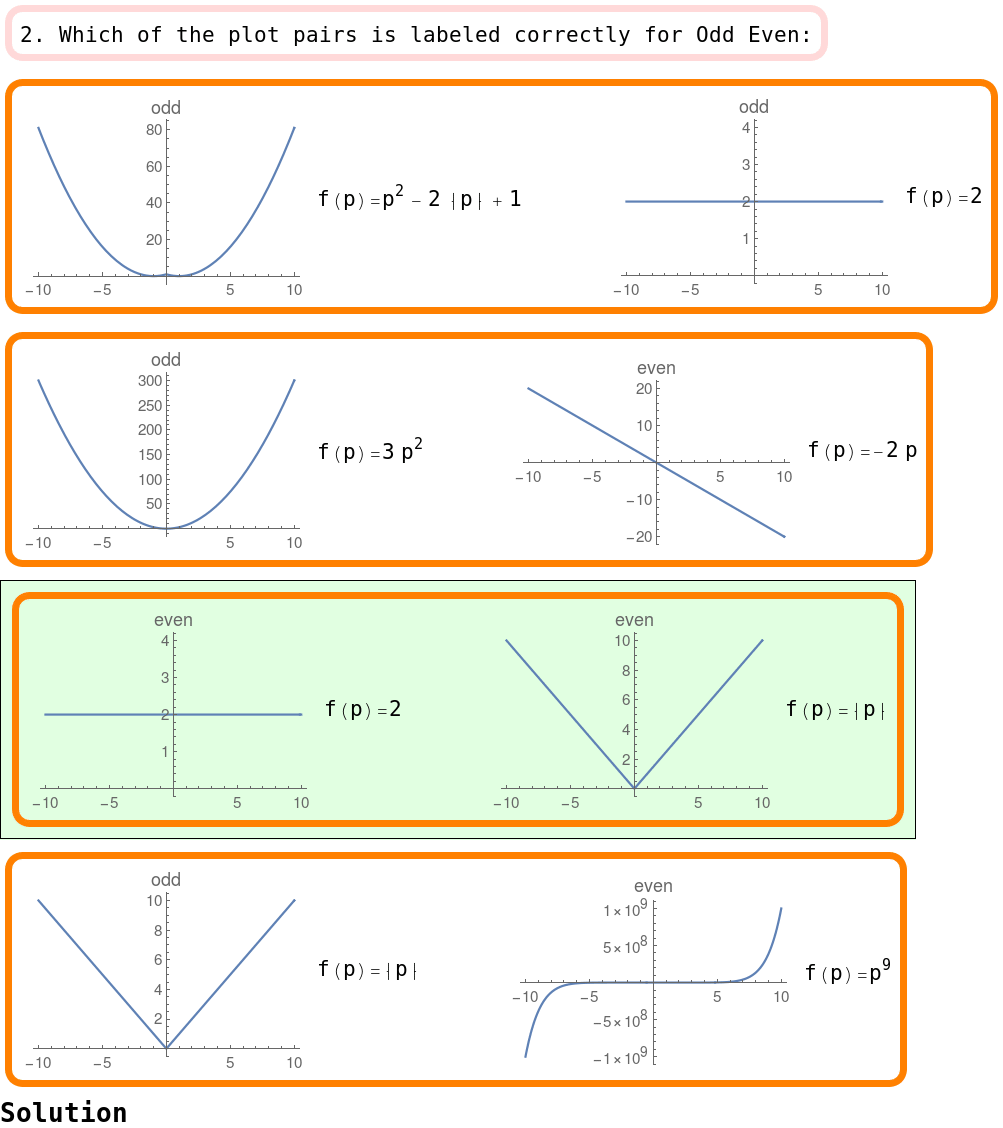 2. Which of the plot pairs is labeled correctly for Odd Even:
odd
80
60
40
20
−10 −5 5 10
f(p)=p² − 2 |p| + 1
odd
4
3
2
1
−10 −5 5 10
f(p)=2
odd
300
250
200
150
100
50
−10 −5 5 10
f(p)=3 p²
even
20
10
−10 −5 5 10
−10
−20
f(p)=−2 p
even
4
3
2
1
−10 −5 5 10
f(p)=2
even
10
8
6
4
2
−10 −5 5 10
f(p)=|p|
odd
10
8
6
4
2
−10 −5 5 10
f(p)=|p|
even
1×10⁹
5×10⁸
−10 −5 5 10
−5×10⁸
−1×10⁹
f(p)=p⁹
Solution